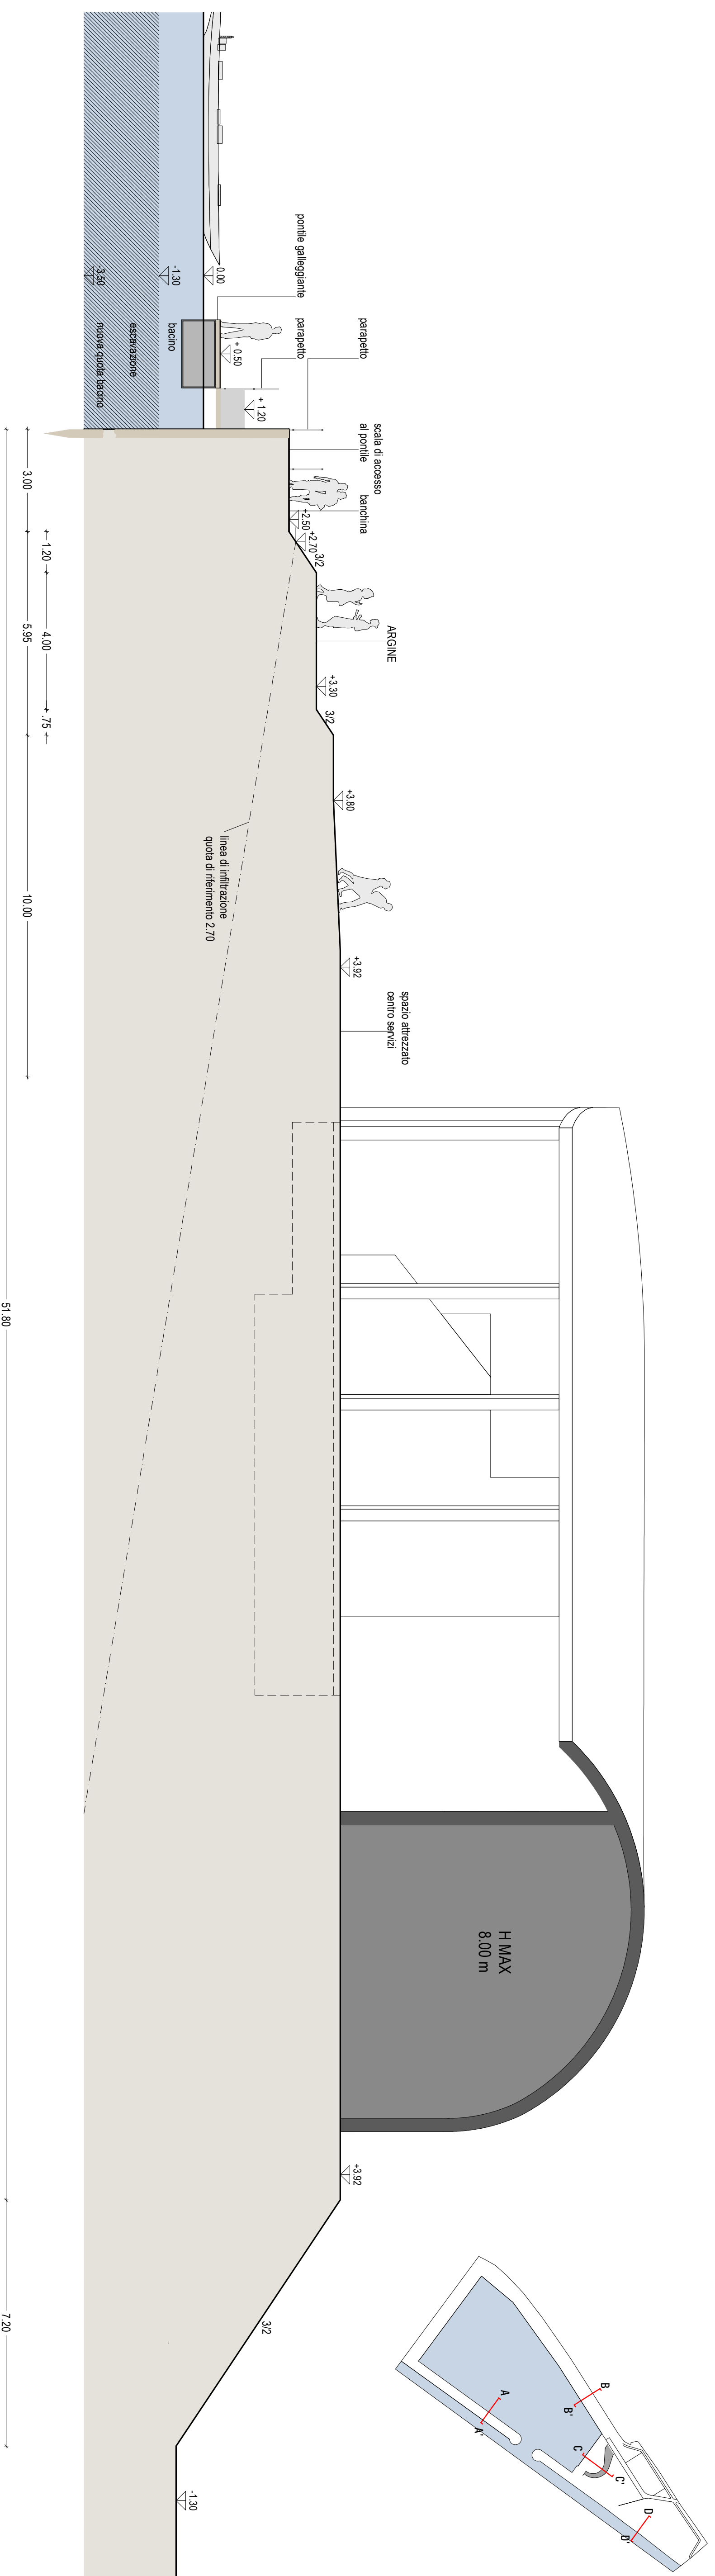 0.00
-1.30
-3.50
bacino
escavazione
nuova quota bacino
pontile galleggiante
parapetto
parapetto
+ 0.50
+ 1.20
scala di accesso
al pontile
banchina
+2.50
+2.70
3/2
ARGINE
+3.30
3/2
+3.80
+3.92
linea di infiltrazione
quota di riferimento 2.70
spazio attrezzato
centro servizi
H MAX
8.00 m
+3.92
3/2
-1.30
1.20
4.00
.75
3.00
5.95
10.00
51.80
7.20
A
A'
B
B'
C
C'
D
D'